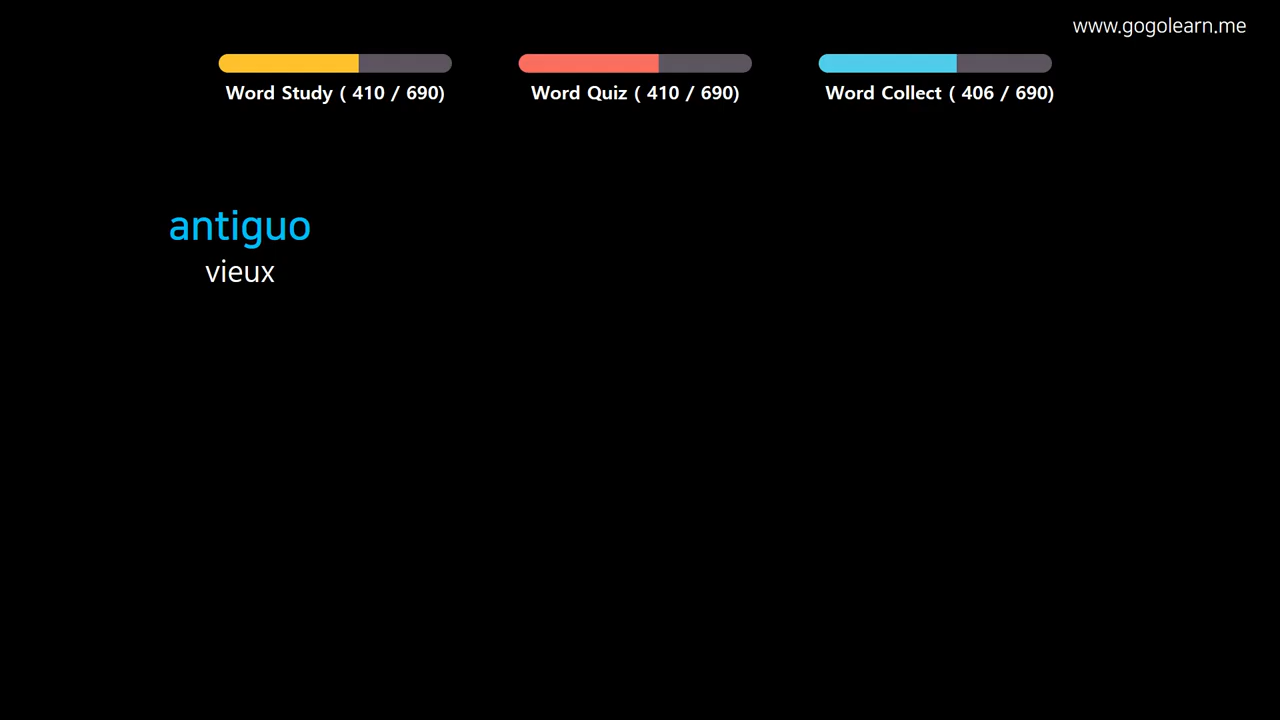 www.gogolearn.me
Word Study ( 410 / 690)
Word Quiz ( 410 / 690)
Word Collect ( 406 / 690)
antiguo
vieux